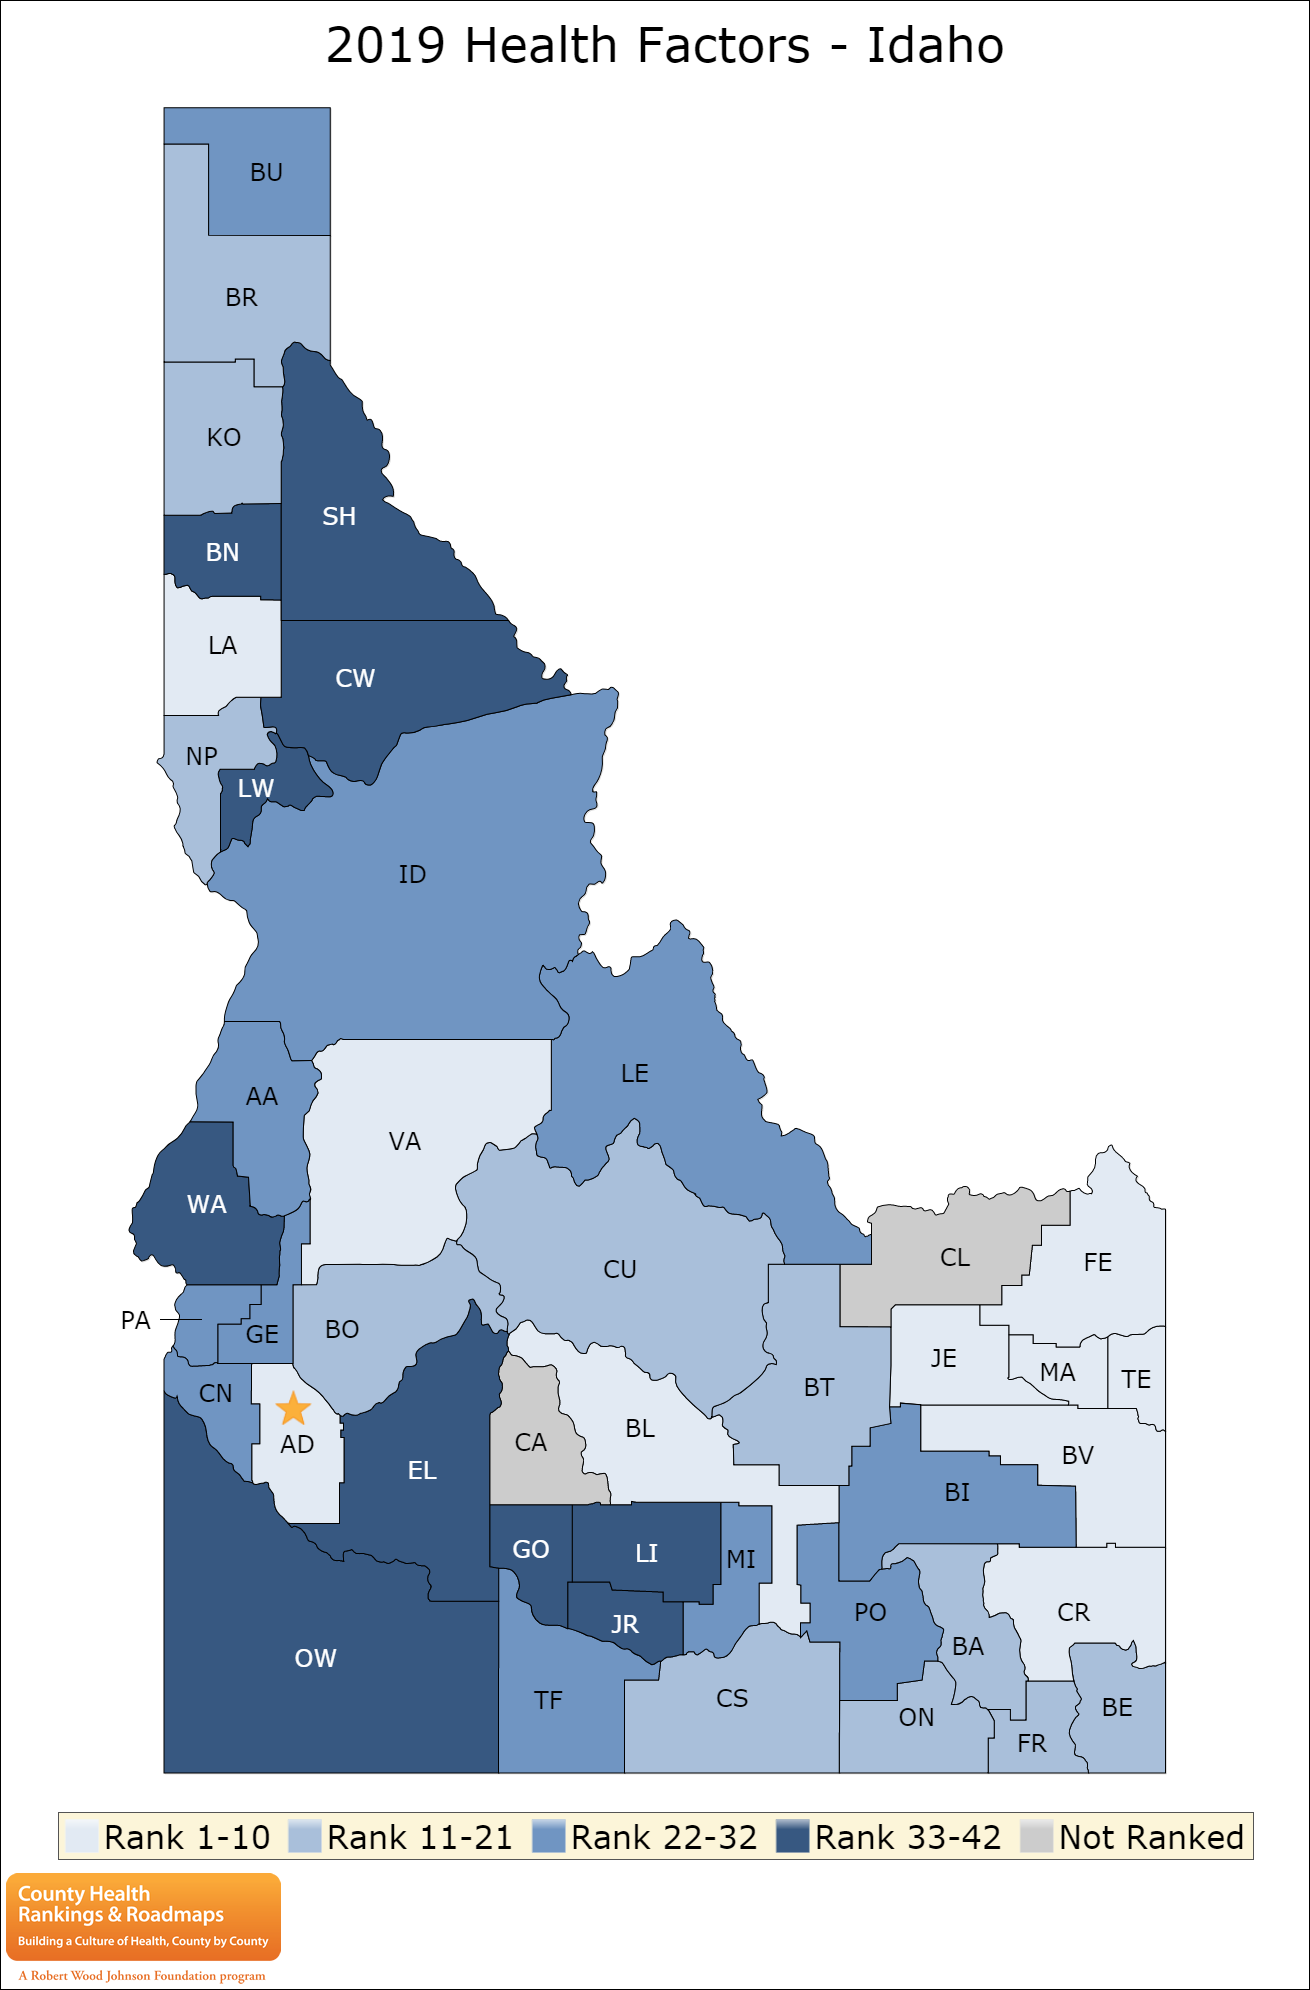 2019 Health Factors - Idaho
BU
BR
KO
SH
BN
LA
CW
NP
LW
ID
LE
AA
VA
WA
CL
FE
CU
PA
GE
BO
JE
MA
TE
BT
CN
AD
EL
CA
BL
BV
BI
GO
LI
MI
JR
PO
CR
BA
OW
TF
CS
ON
BE
FR
Rank 1-10 Rank 11-21 Rank 22-32 Rank 33-42 Not Ranked
County Health
Rankings & Roadmaps
Building a Culture of Health, County by County
A Robert Wood Johnson Foundation program